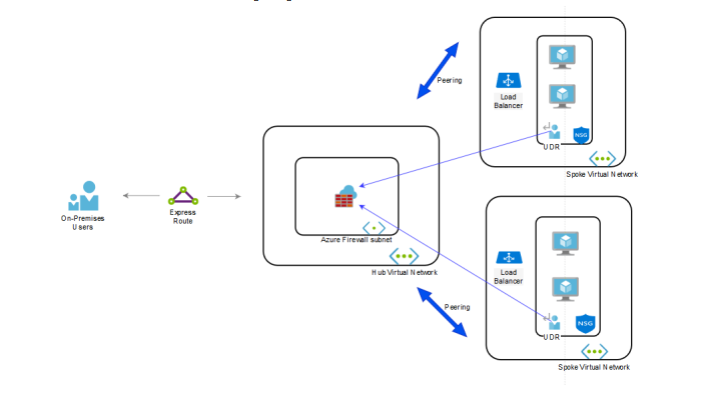 Peering
Load
Balancer
NSG
UDR
Spoke Virtual Network
On-Premises
Users
Express
Route
Azure Firewall subnet
Hub Virtual Network
Peering
Load
Balancer
NSG
UDR
Spoke Virtual Network